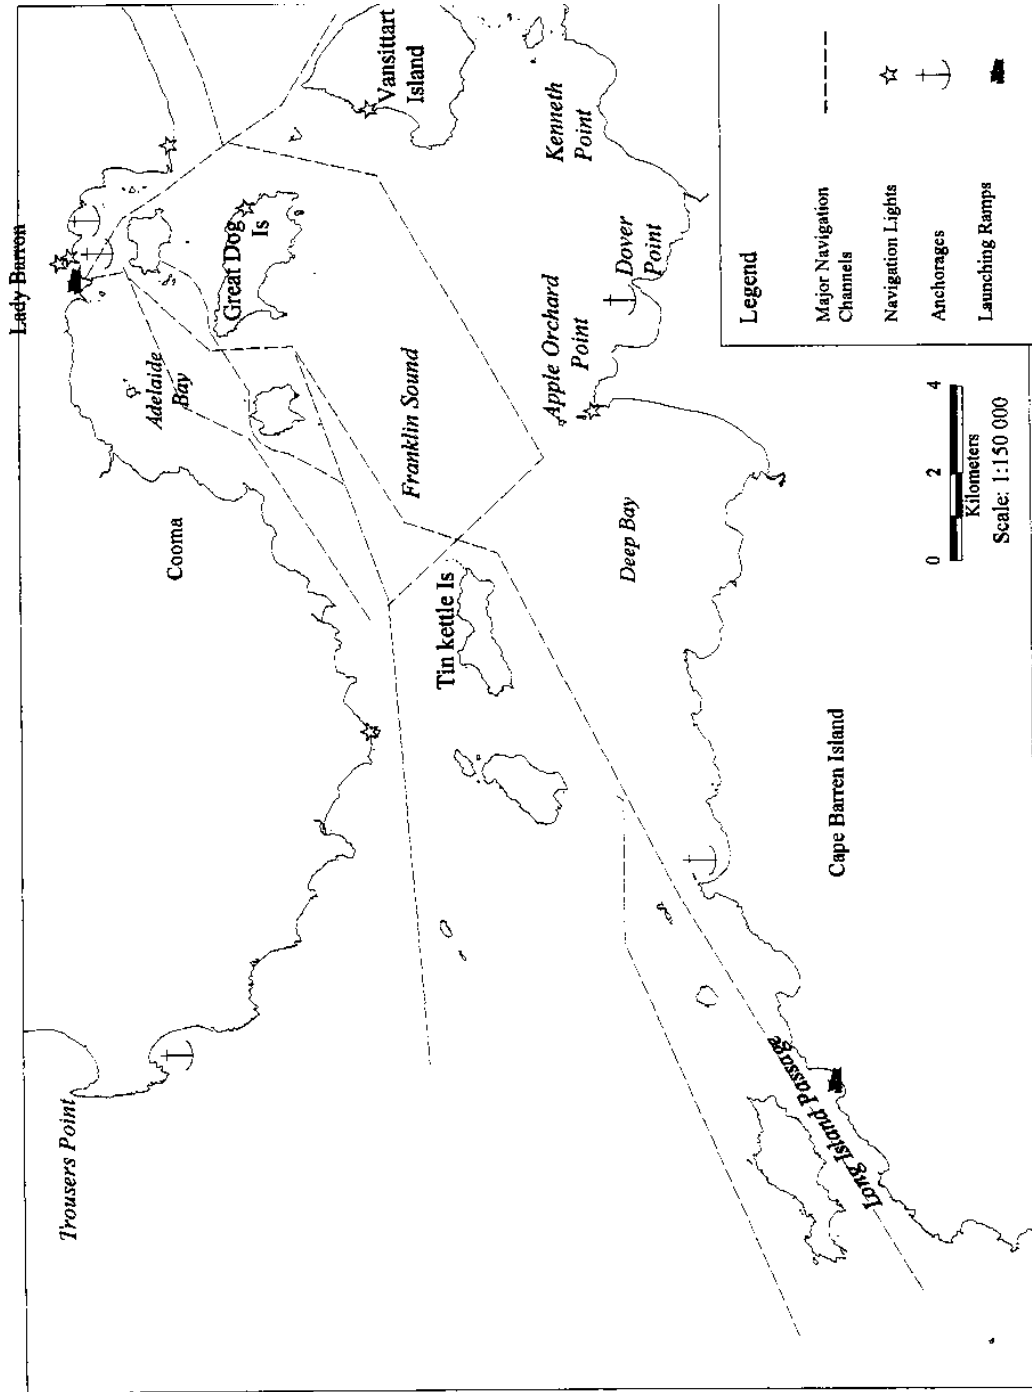 Lady Barron
Vansittart
Island
Great Dog
Is
Adelaide
Bay
Kenneth
Point
Dover
Point
Apple Orchard
Point
Franklin Sound
Cooma
Tin kettle Is
Deep Bay
Trousers Point
Cape Barren Island
Long Island Passage
Legend
Major Navigation
Channels
Navigation Lights
Anchorages
Launching Ramps
0 2 4
Kilometers
Scale: 1:150 000